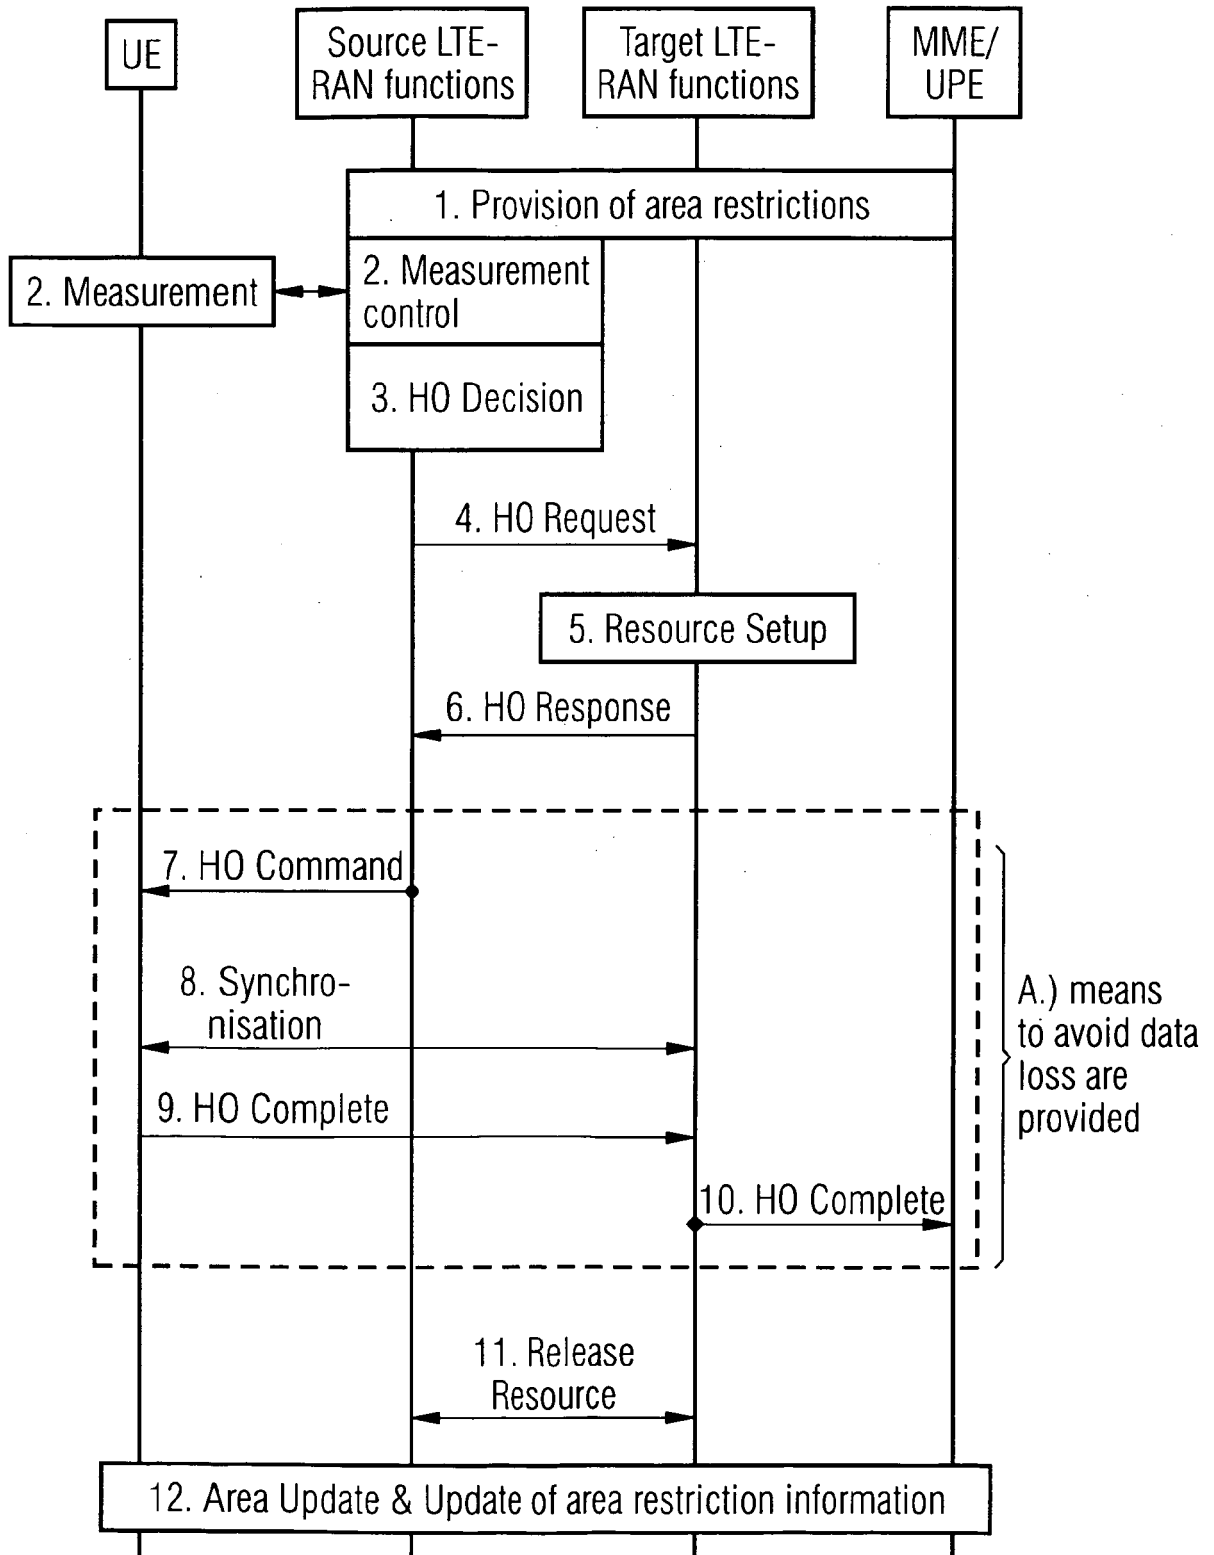 UE
Source LTE-
RAN functions
Target LTE-
RAN functions
MME/
UPE
1. Provision of area restrictions
2. Measurement
2. Measurement
control
3. HO Decision
4. HO Request
5. Resource Setup
6. HO Response
7. HO Command
8. Synchro-
nisation
9. HO Complete
10. HO Complete
A.) means
to avoid data
loss are
provided
11. Release
Resource
12. Area Update & Update of area restriction information